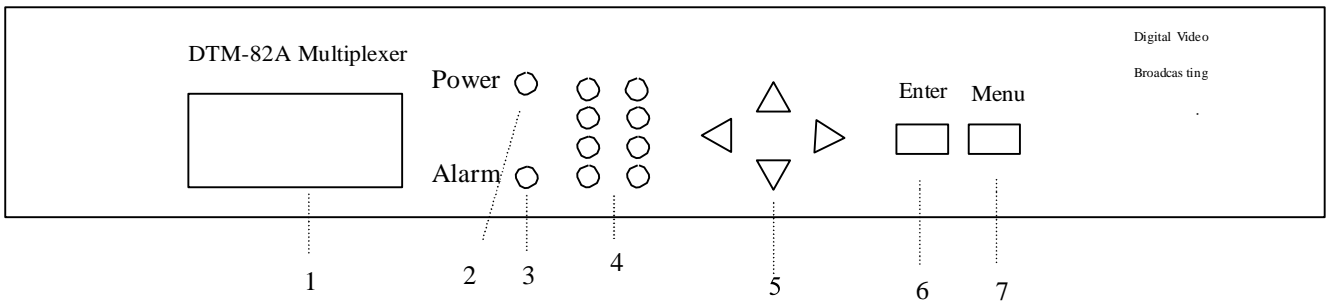 DTM-82A Multiplexer
Power
Alarm
Enter
Menu
Digital Video
Broadcas ting
.
1
2
3
4
5
6
7